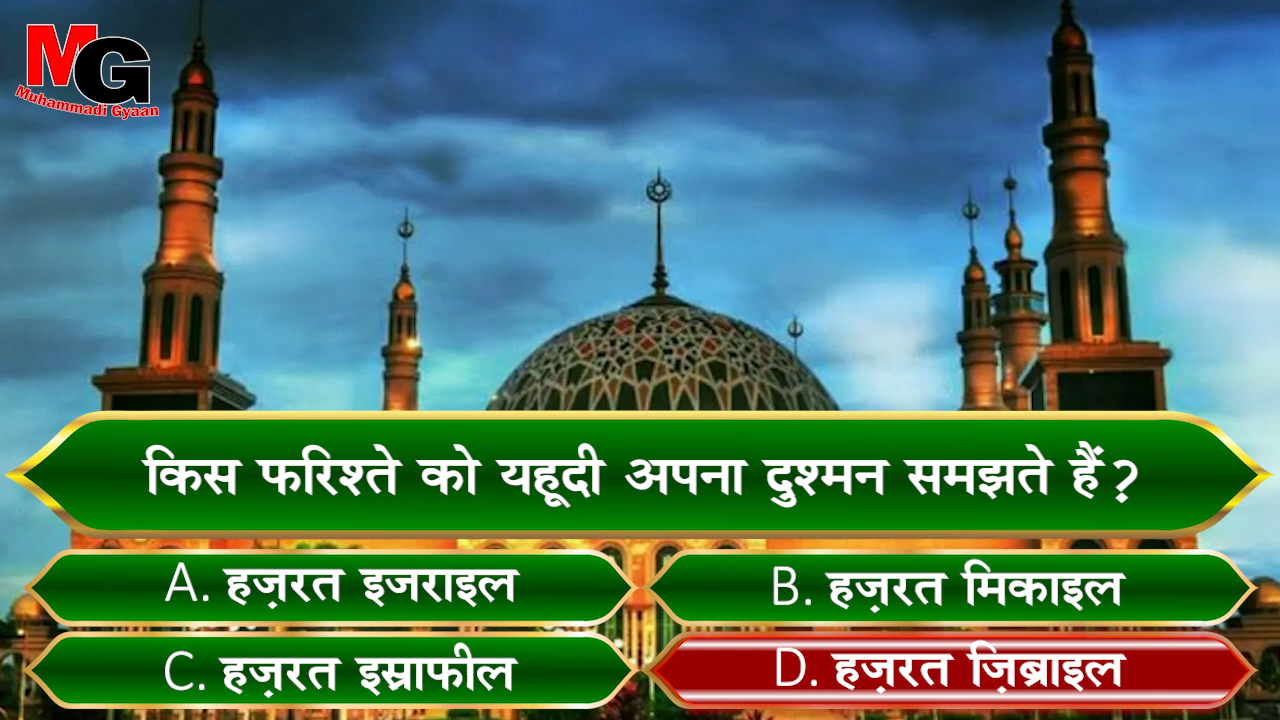 MG
Muhammadi Gyaan
किस फरिश्ते को यहूदी अपना दुश्मन समझते हैं?
A. हज़रत इजराइल
B. हज़रत मिकाइल
C. हज़रत इस्राफील
D. हज़रत ज़िब्राइल